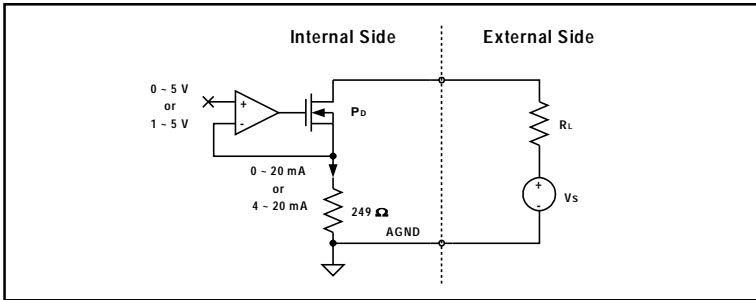 Internal Side
External Side
0 ~ 5 V
or
1 ~ 5 V
+
-
PD
RL
0 ~ 20 mA
or
4 ~ 20 mA
249 Ω
+
-
Vs
AGND